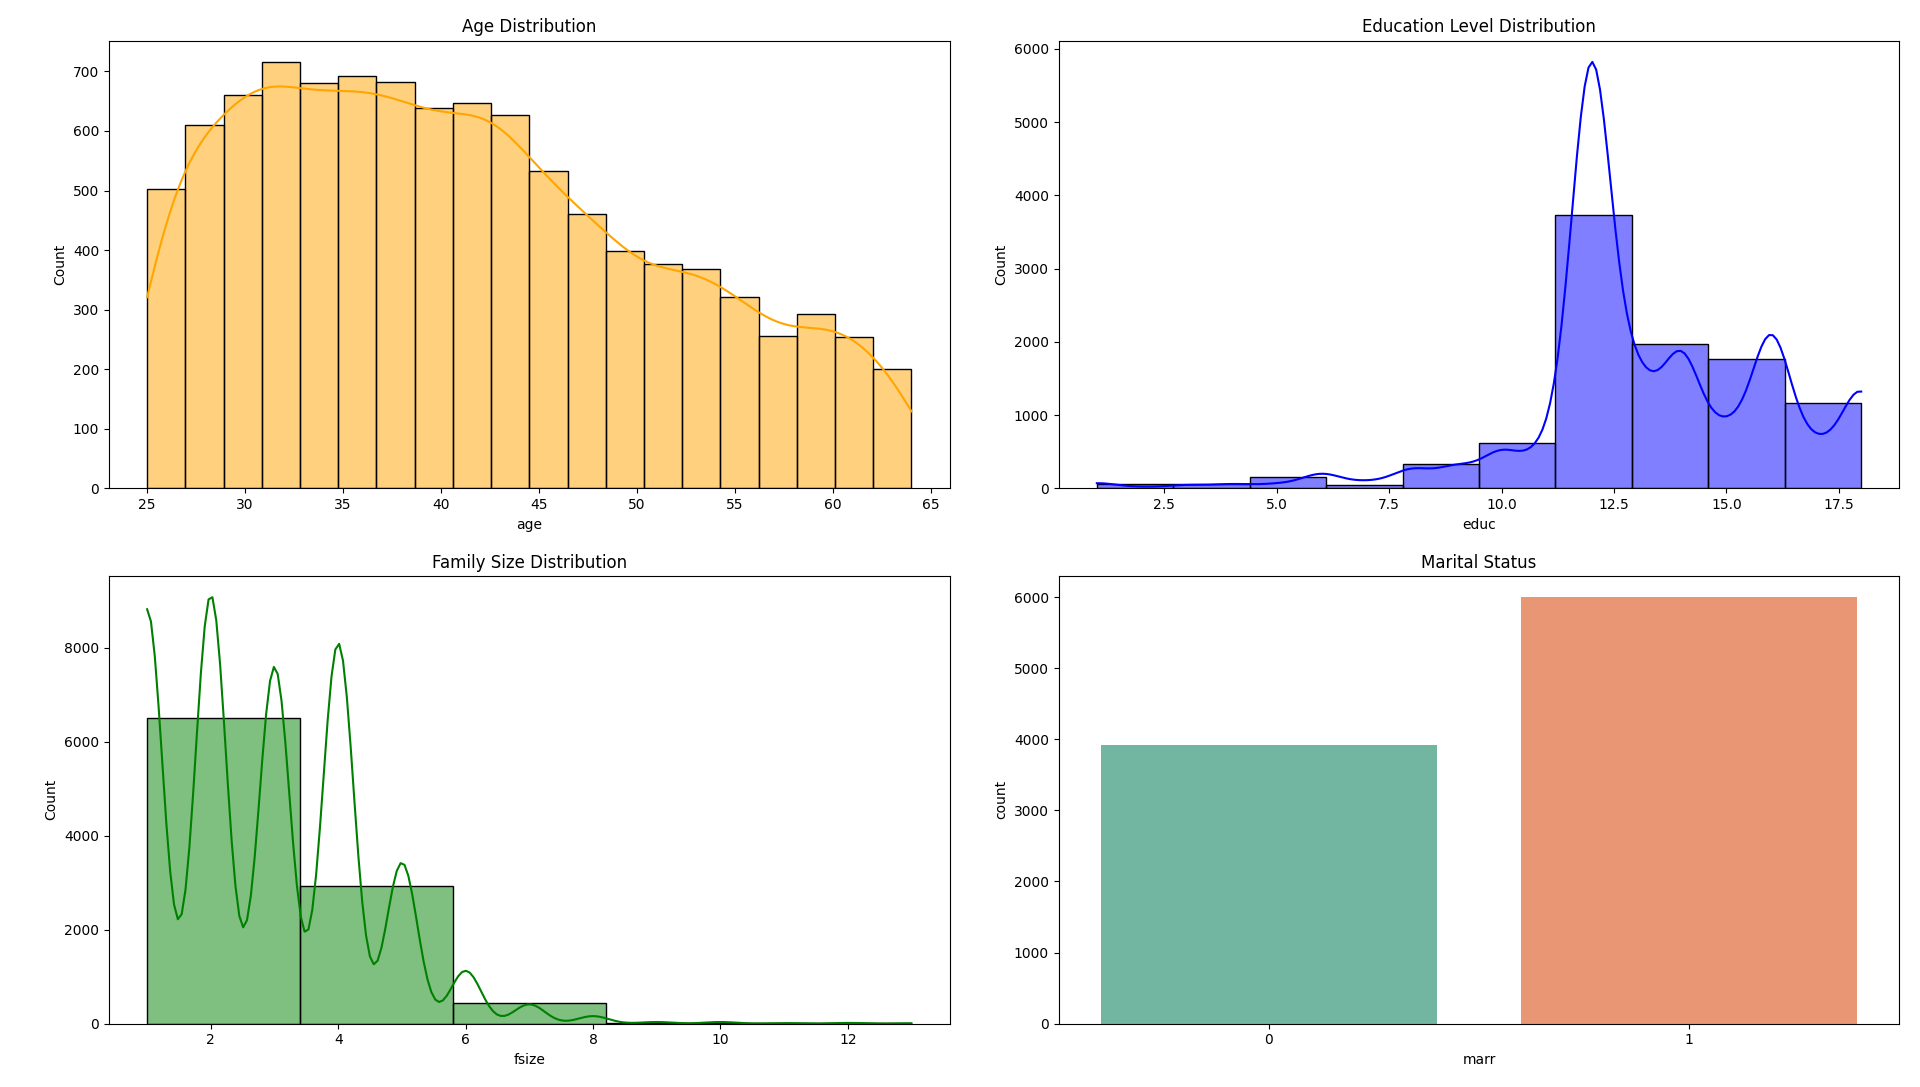 Age Distribution
700
600
500
400
300
200
100
0
Count
25 30 35 40 45 50 55 60 65
age
Education Level Distribution
6000
5000
4000
3000
2000
1000
0
Count
2.5 5.0 7.5 10.0 12.5 15.0 17.5
educ
Family Size Distribution
8000
6000
4000
2000
0
Count
2 4 6 8 10 12
fsize
Marital Status
6000
5000
4000
3000
2000
1000
0
count
0 1
marr